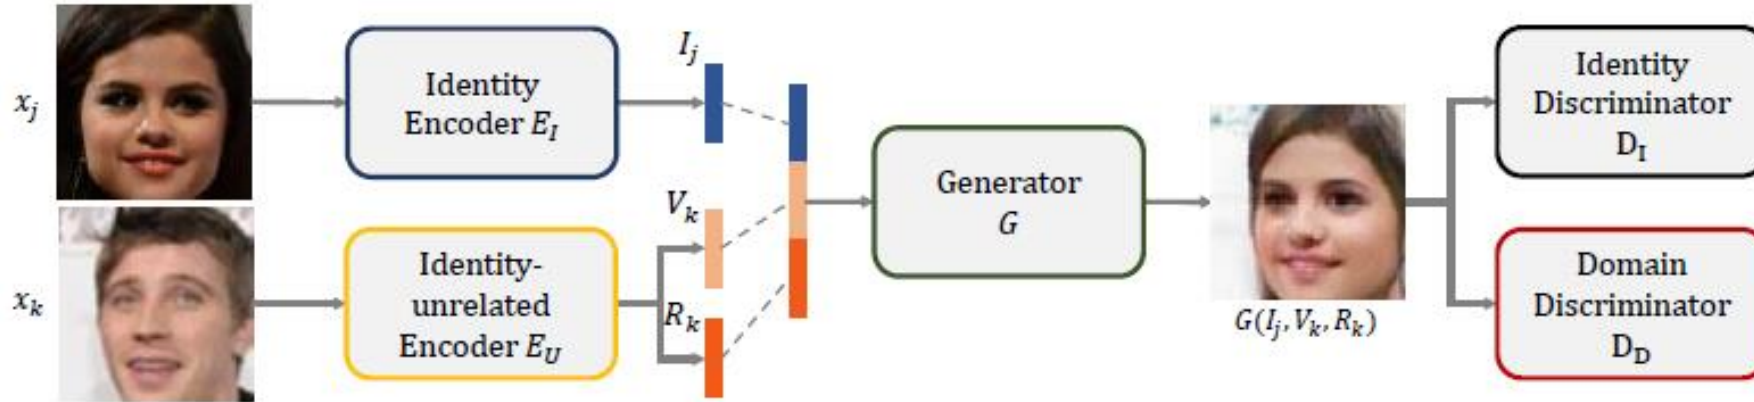 x_j
Identity
Encoder E_I
I_j
x_k
Identity-
unrelated
Encoder E_U
V_k
R_k
Generator
G
G(I_j, V_k, R_k)
Identity
Discriminator
D_I
Domain
Discriminator
D_D